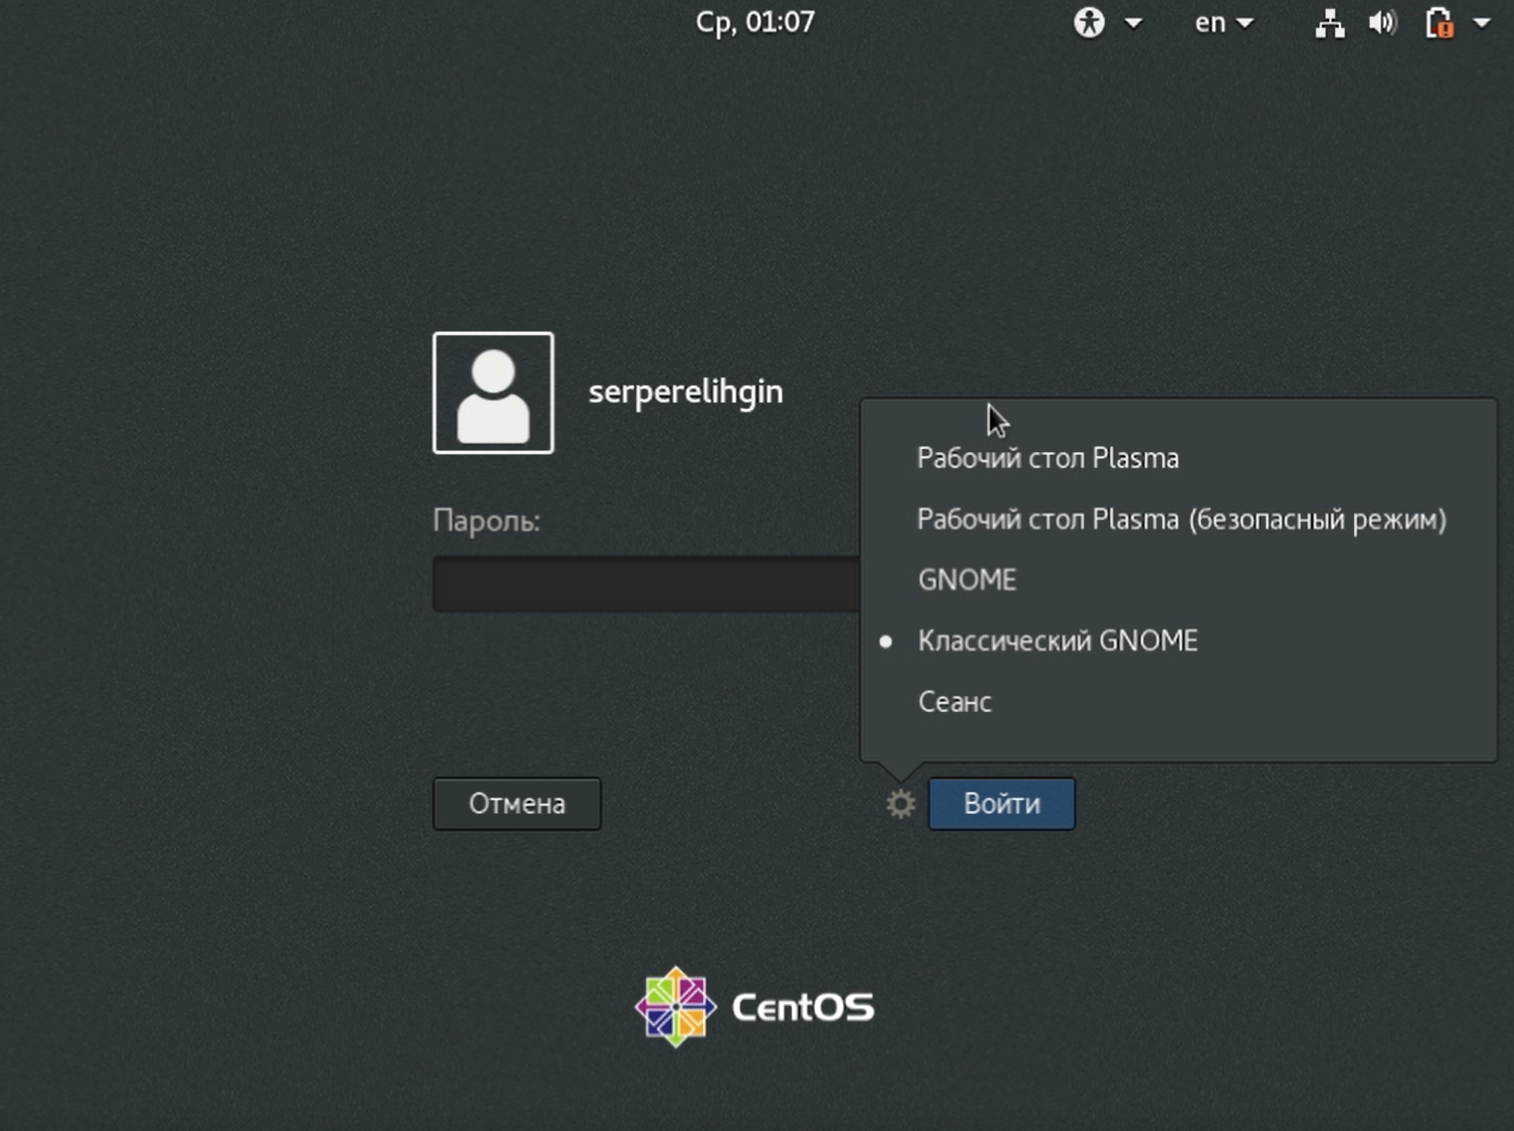 Ср, 01:07
en
serperelihgin
Пароль:
Рабочий стол Plasma
Рабочий стол Plasma (безопасный режим)
GNOME
Классический GNOME
Сеанс
Отмена
Войти
CentOS